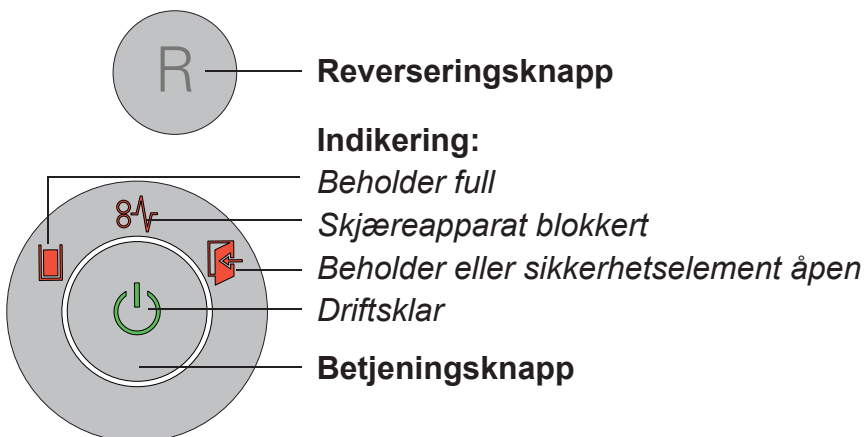 R
Reverseringsknapp
Indikering:
Beholder full
Skjæreapparat blokkert
Beholder eller sikkerhetselement åpen
Driftsklar
Betjeningsknapp